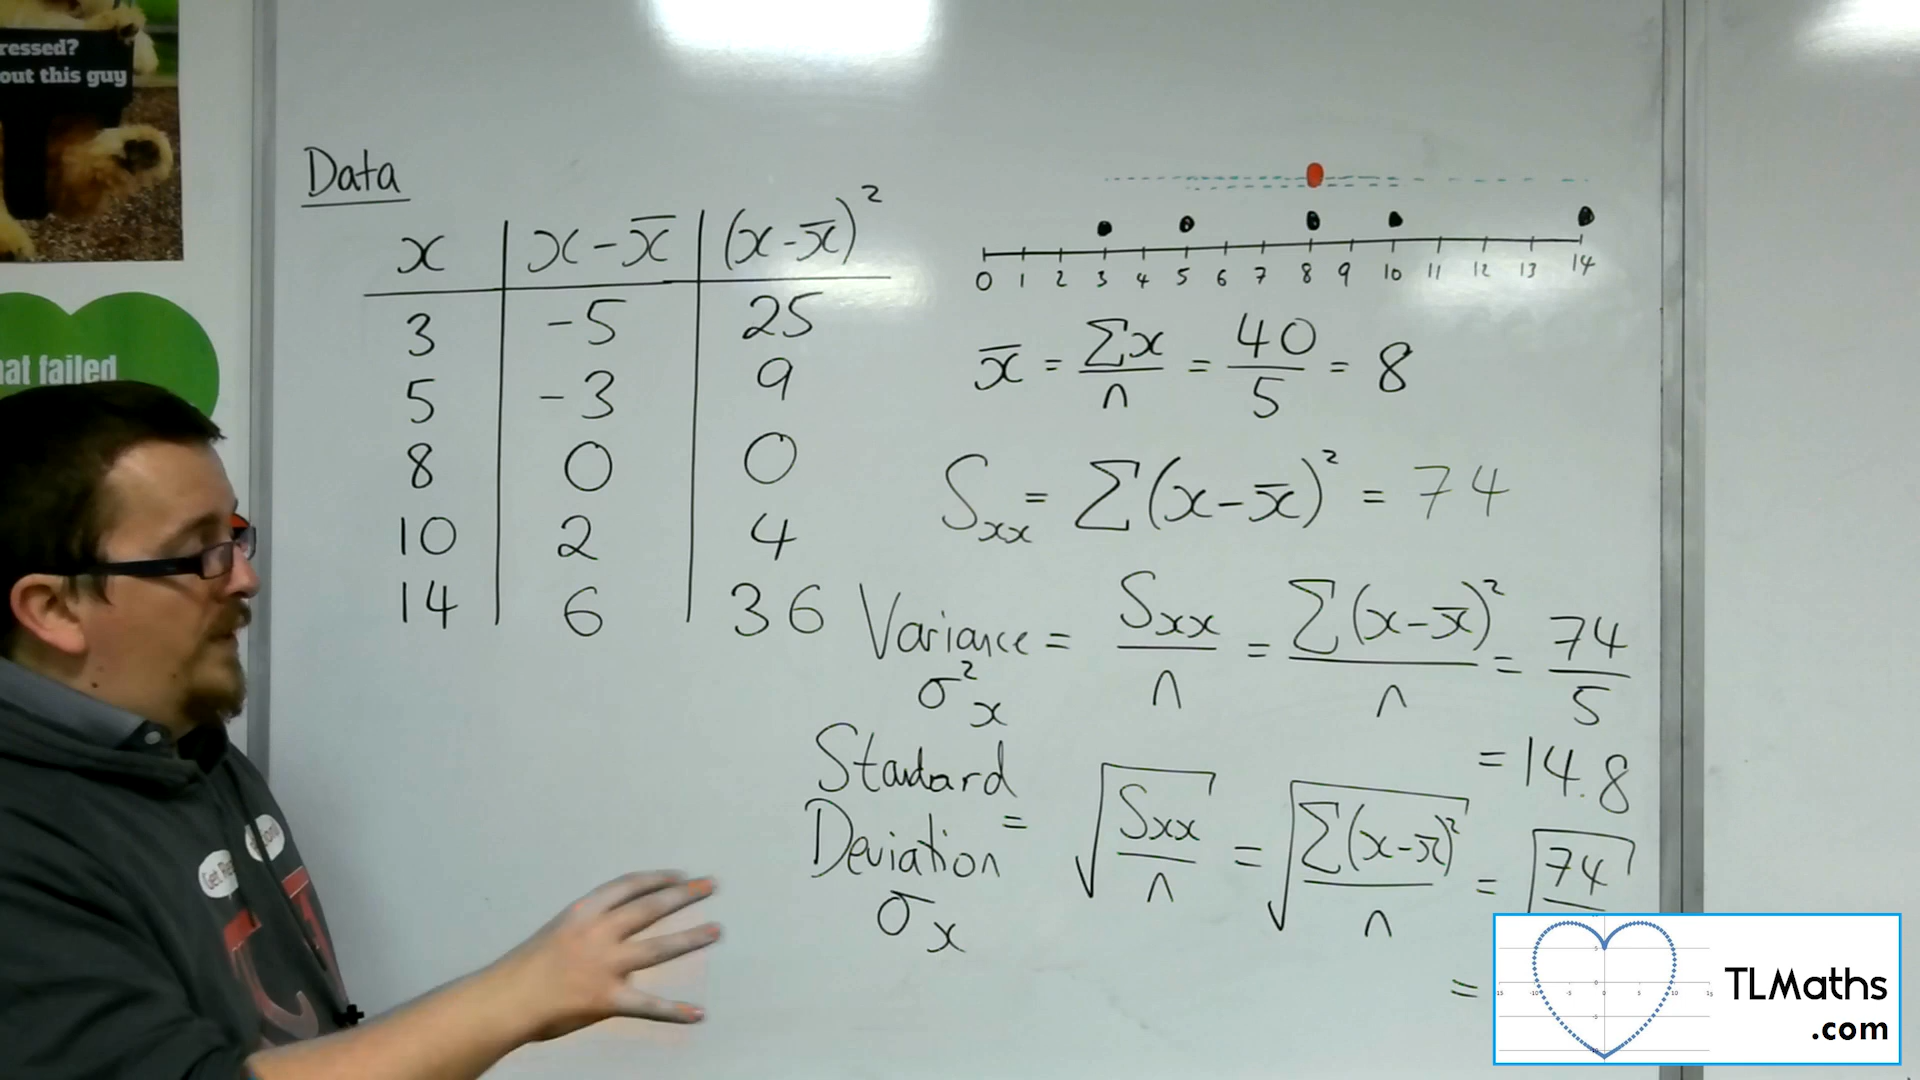 ressed?
out this guy
hat failed
Data
x | x - x̄ | (x - x̄)²
3 | -5 | 25
5 | -3 | 9
8 | 0 | 0
10 | 2 | 4
14 | 6 | 36
0 1 2 3 4 5 6 7 8 9 10 11 12 13 14
x̄ = Σx/n = 40/5 = 8
Sxx = Σ(x - x̄)² = 74
Variance = Sxx/n = Σ(x - x̄)²/n = 74/5
σ²x
= 14.8
Standard
Deviation = √(Sxx/n) = √(Σ(x - x̄)²/n) = √74
σx
=
TLMaths
.com